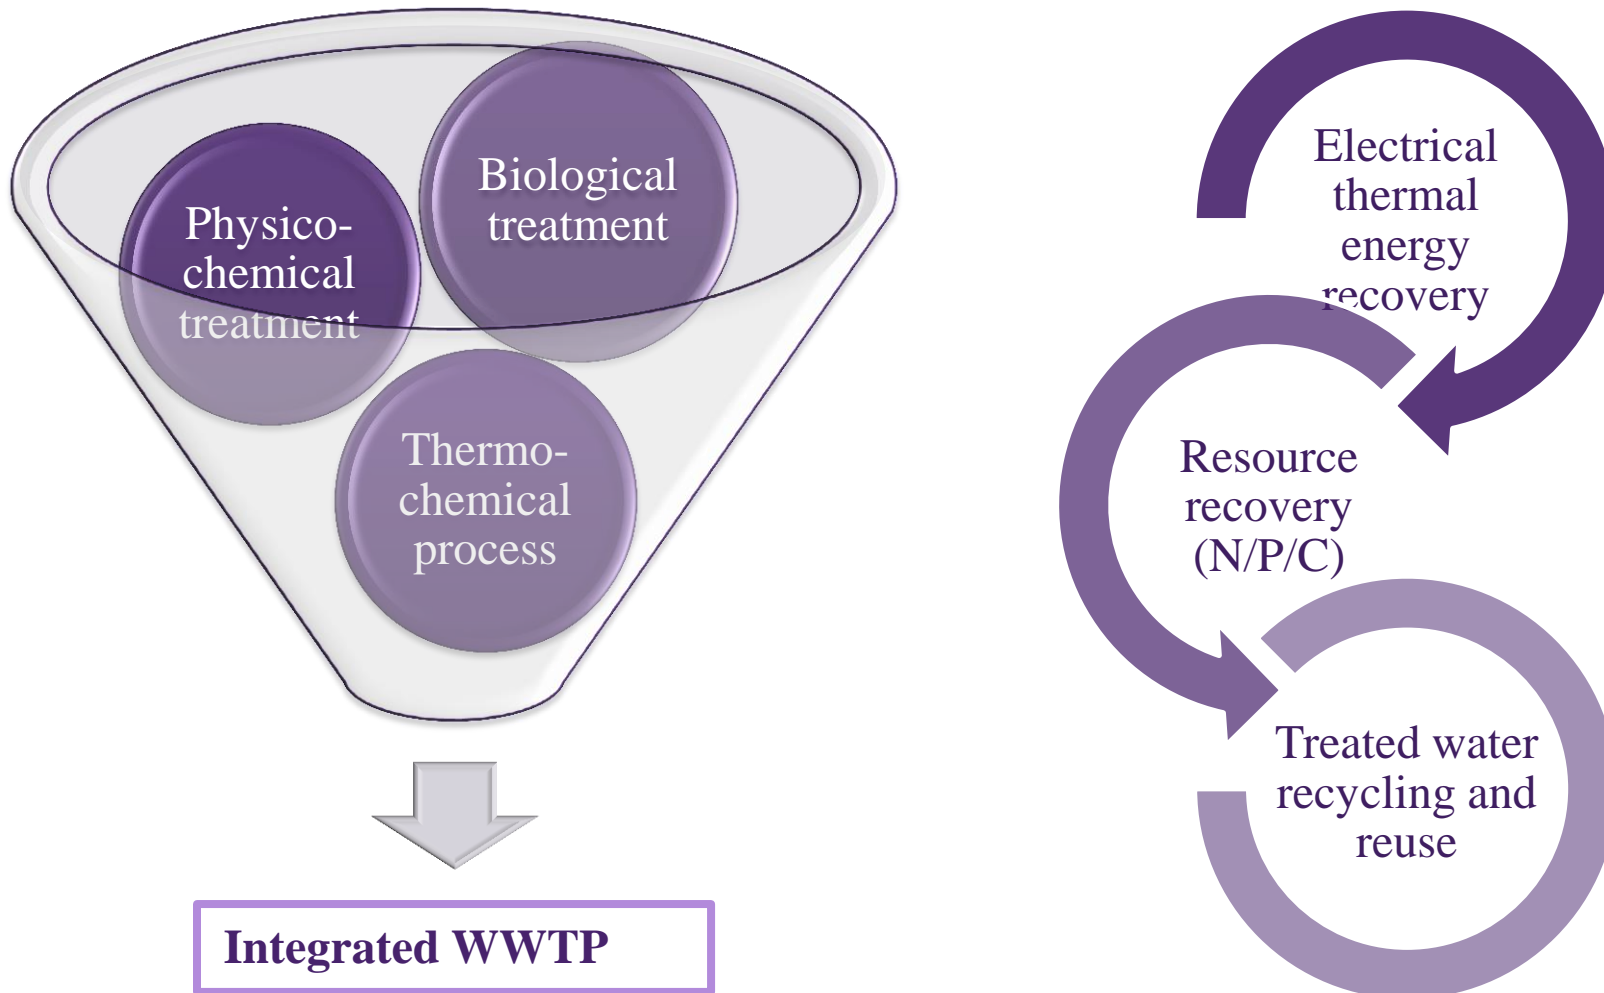 Physico-
chemical
treatment
Biological
treatment
Thermo-
chemical
process
Integrated WWTP
Electrical
thermal
energy
recovery
Resource
recovery
(N/P/C)
Treated water
recycling and
reuse